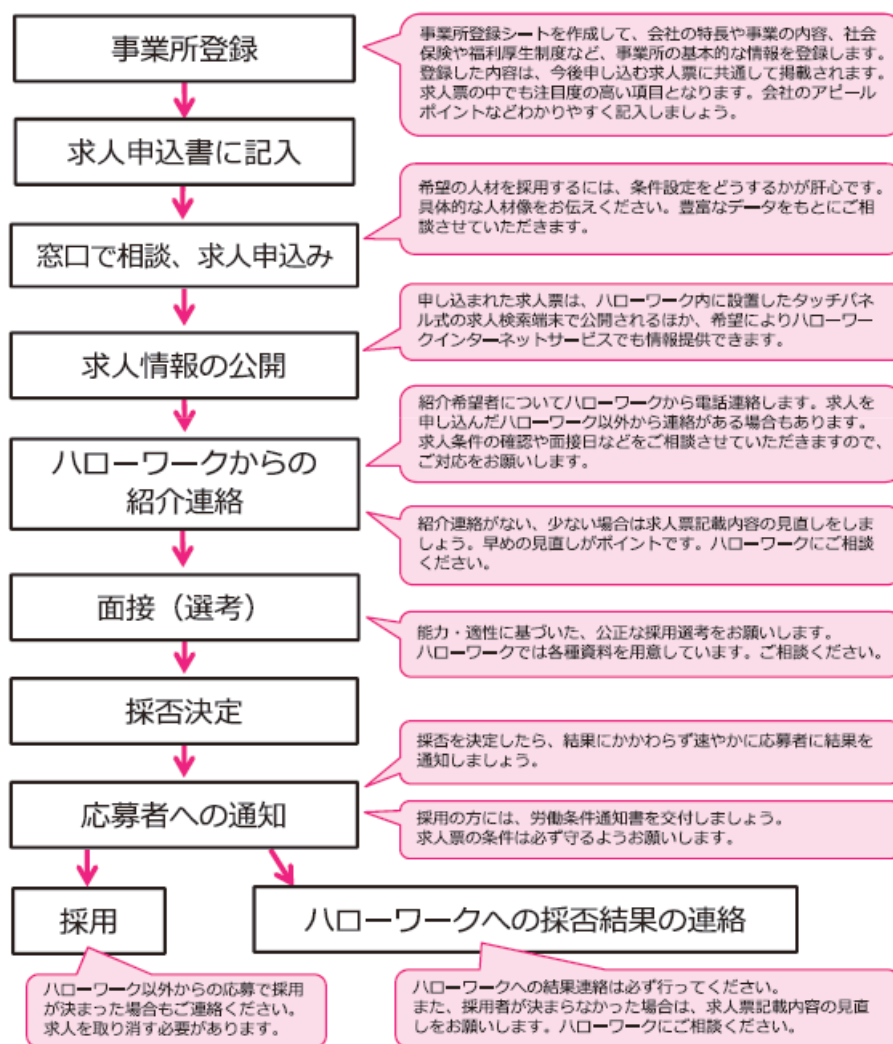 事業所登録
事業所登録シートを作成して、会社の特長や事業の内容、社会
保険や福利厚生制度など、事業所の基本的な情報を登録します。
登録した内容は、今後申し込む求人票に共通して掲載されます。
求人票の中でも注目度の高い項目となります。会社のアピール
ポイントなどわかりやすく記入しましょう。
求人申込書に記入
窓口で相談、求人申込み
希望の人材を採用するには、条件設定をどうするかが肝心です。
具体的な人材像をお伝えください。豊富なデータをもとにご相
談させていただきます。
求人情報の公開
申し込まれた求人票は、ハローワーク内に設置したタッチパネ
ル式の求人検索端末で公開されるほか、希望によりハローワー
クインターネットサービスでも情報提供できます。
ハローワークからの
紹介連絡
紹介希望者についてハローワークから電話連絡します。求人を
申し込んだハローワーク以外から連絡がある場合もあります。
求人条件の確認や面接日などをご相談させていただきますので、
ご対応をお願いします。
紹介連絡がない、少ない場合は求人票記載内容の見直しをしま
しょう。早めの見直しがポイントです。ハローワークにご相談
ください。
面接（選考）
能力・適性に基づいた、公正な採用選考をお願いします。
ハローワークでは各種資料を用意しています。ご相談ください。
採否決定
応募者への通知
採否を決定したら、結果にかかわらず速やかに応募者に結果を
通知しましょう。
採用の方には、労働条件通知書を交付しましょう。
求人票の条件は必ず守るようお願いします。
採用
ハローワークへの採否結果の連絡
ハローワーク以外からの応募で採用
が決まった場合もご連絡ください。
求人を取り消す必要があります。
ハローワークへの結果連絡は必ず行ってください。
また、採用者が決まらなかった場合は、求人票記載内容の見直
しをお願いします。ハローワークにご相談ください。